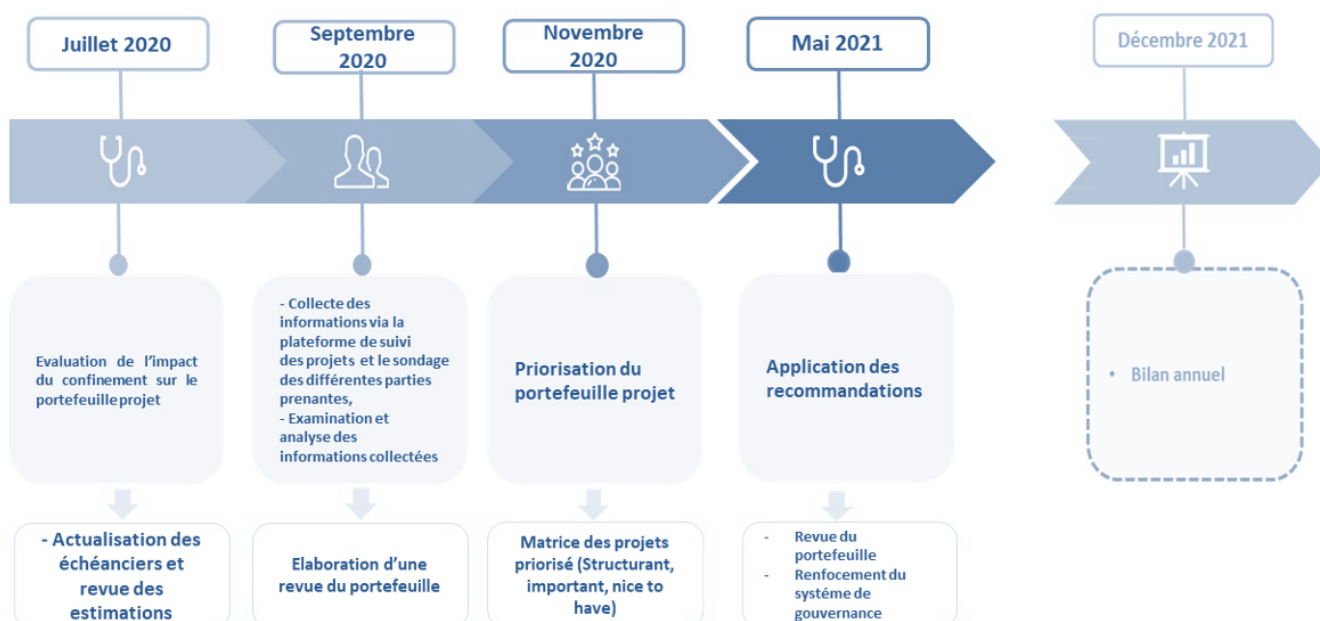 Juillet 2020
Septembre
2020
Novembre
2020
Mai 2021
Décembre 2021
Evaluation de l'impact
du confinement sur le
portefeuille projet
- Collecte des
informations via la
plateforme de suivi
des projets et le sondage
des différentes parties
prenantes,
- Examination et
analyse des
informations collectées
Priorisation du
portefeuille projet
Application des
recommandations
• Bilan annuel
- Actualisation des
échéanciers et
revue des
estimations
Elaboration d'une
revue du portefeuille
Matrice des projets
priorisé (Structurant,
important, nice to
have)
- Revue du
portefeuille
- Renfocement du
systéme de
gouvernance